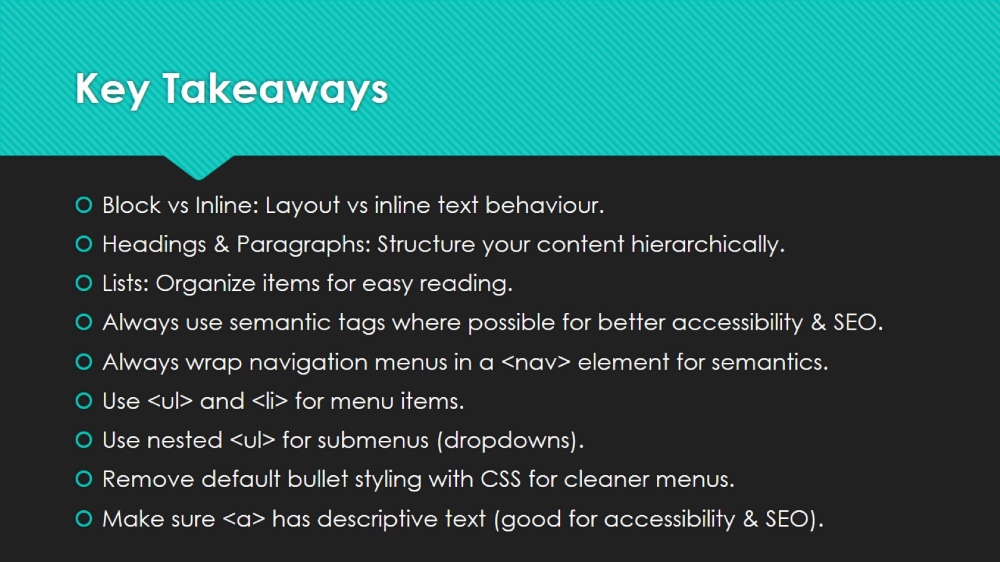 Key Takeaways
Block vs Inline: Layout vs inline text behaviour.
Headings & Paragraphs: Structure your content hierarchically.
Lists: Organize items for easy reading.
Always use semantic tags where possible for better accessibility & SEO.
Always wrap navigation menus in a <nav> element for semantics.
Use <ul> and <li> for menu items.
Use nested <ul> for submenus (dropdowns).
Remove default bullet styling with CSS for cleaner menus.
Make sure <a> has descriptive text (good for accessibility & SEO).